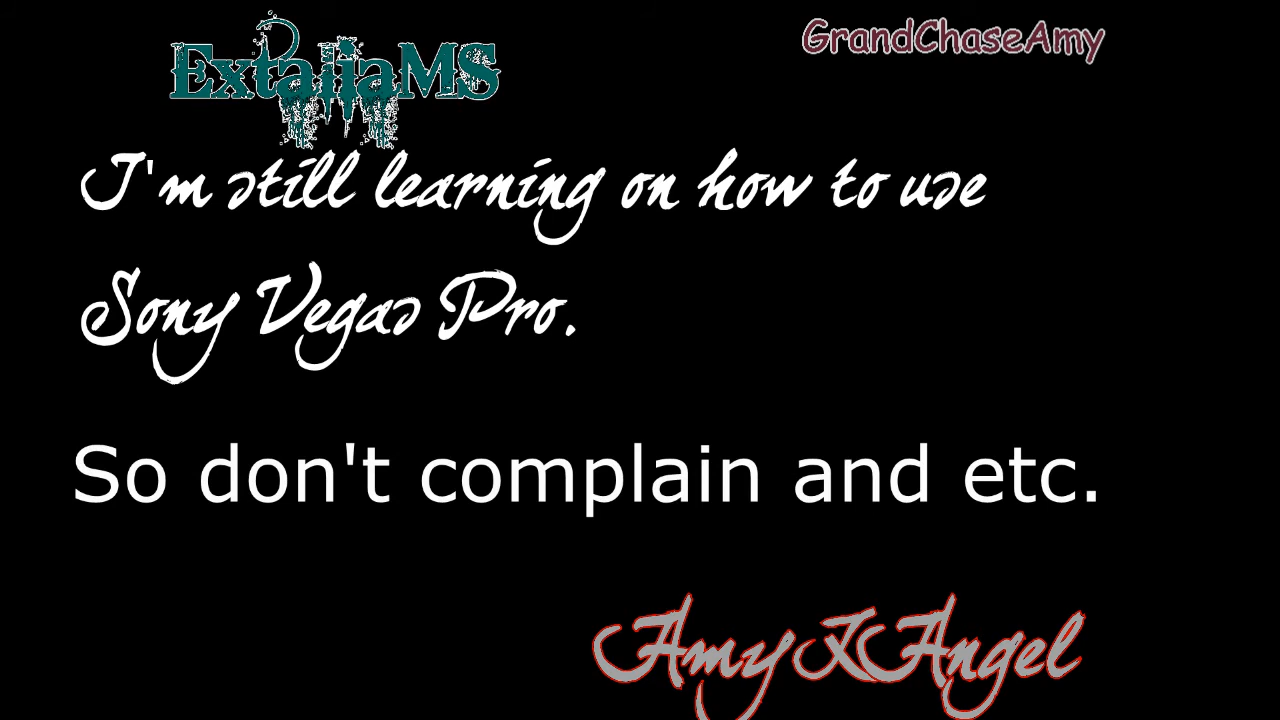 ExtaliaMS
GrandChaseAmy
I'm still learning on how to use
Sony Vegas Pro.
So don't complain and etc.
AmyXAngel